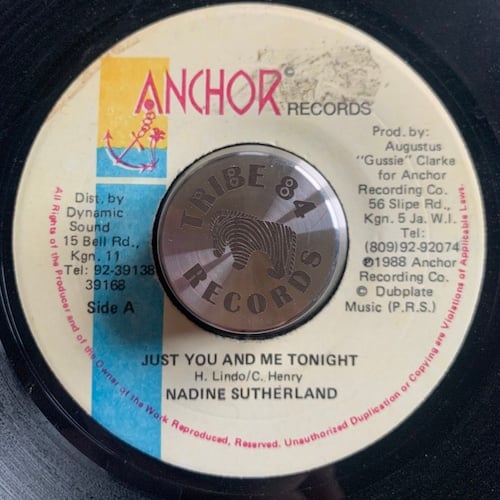 ANCHOR©
RECORDS
Prod. by:
Augustus
"Gussie" Clarke
for Anchor
Recording Co.
56 Slipe Rd.,
Kgn. 5 Ja. W.I.
Tel:
(809)92-92074
℗1988 Anchor
Recording Co.
© Dubplate
Music (P.R.S.)
Dist. by
Dynamic
Sound
15 Bell Rd.,
Kgn. 11
Tel: 92-39138
39168
Side A
TRIBE 84
RECORDS
JUST YOU AND ME TONIGHT
H. Lindo/C. Henry
NADINE SUTHERLAND
All Rights of the Producer and of the Owner of the Work Reproduced, Reserved. Unauthorized Duplication or Copying are Violations of Applicable Laws.